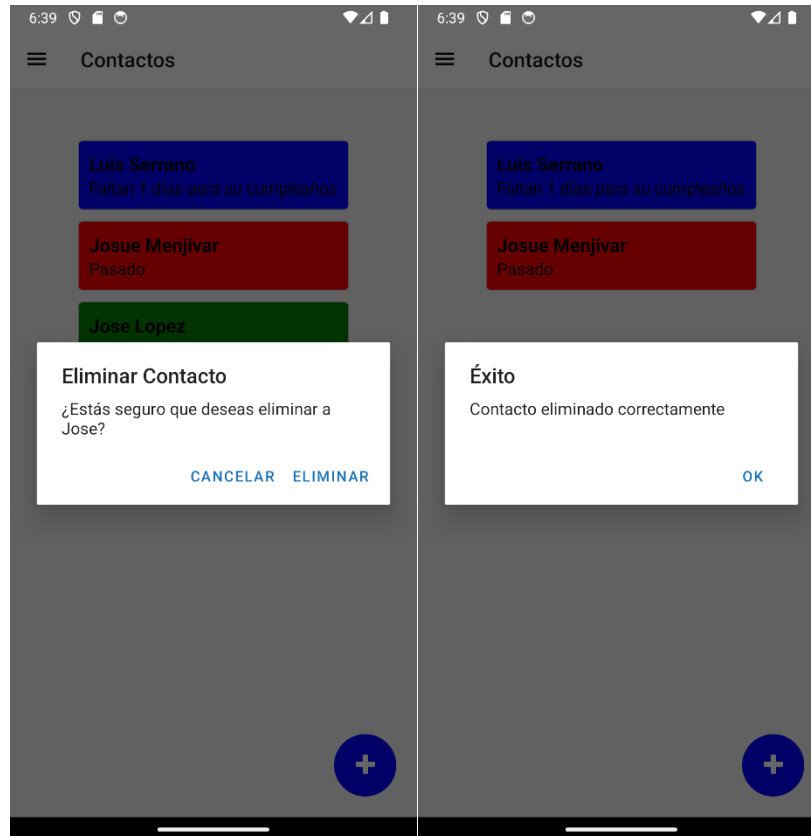 6:39
Contactos
Luis Serrano
Faltan 1 días para su cumpleaños
Josue Menjivar
Pasado
Jose Lopez
Eliminar Contacto
¿Estás seguro que deseas eliminar a
Jose?
CANCELAR ELIMINAR
6:39
Contactos
Luis Serrano
Faltan 1 días para su cumpleaños
Josue Menjivar
Pasado
Éxito
Contacto eliminado correctamente
OK